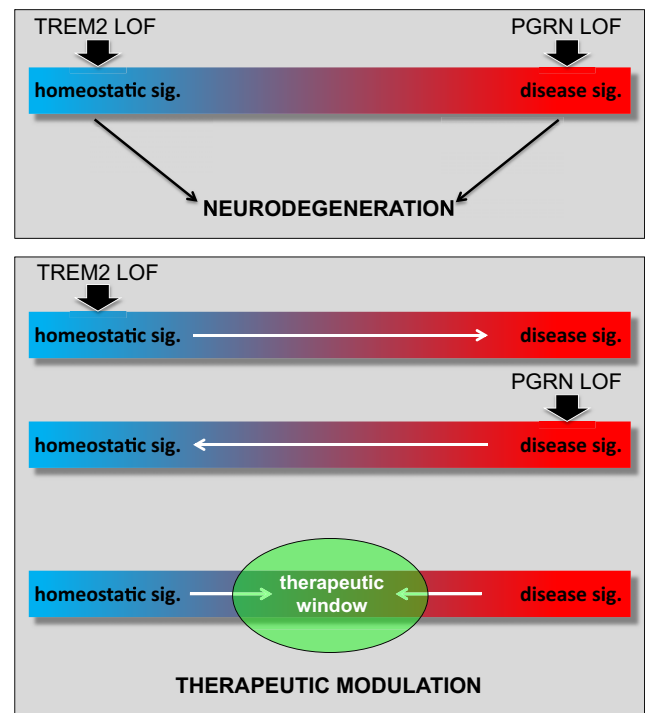 TREM2 LOF PGRN LOF
homeostatic sig. disease sig.
NEURODEGENERATION
TREM2 LOF
homeostatic sig. disease sig.
PGRN LOF
homeostatic sig. disease sig.
therapeutic
homeostatic sig. window disease sig.
THERAPEUTIC MODULATION